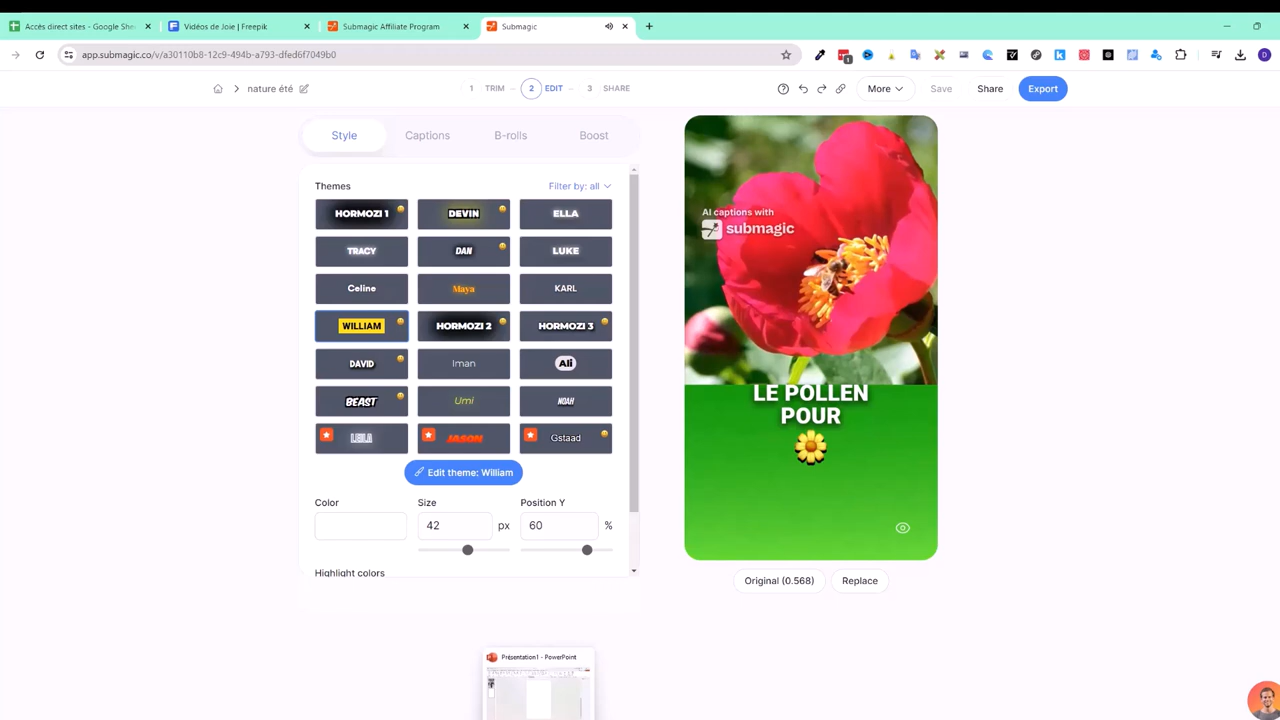 Accès direct sites - Google She
Vidéos de Joie | Freepik
Submagic Affiliate Program
Submagic
app.submagic.co/v/a30110b8-12c9-494b-a793-dfed6f7049b0
1
D
nature été
1 TRIM
2 EDIT
3 SHARE
More
Save
Share
Export
Style
Captions
B-rolls
Boost
Themes
Filter by: all
HORMOZI 1
DEVIN
ELLA
TRACY
DAN
LUKE
Celine
Maya
KARL
WILLIAM
HORMOZI 2
HORMOZI 3
DAVID
Iman
Ali
BEAST
Umi
NOAH
LEILA
JASON
Gstaad
Edit theme: William
Color
Size
Position Y
42 px
60 %
Highlight colors
AI captions with
submagic
LE POLLEN
POUR
Original (0.568)
Replace
Présentation1 - PowerPoint